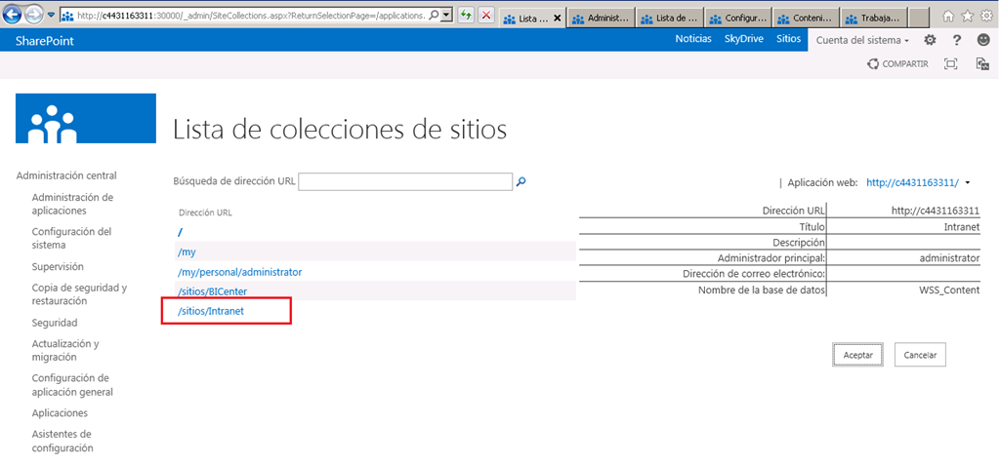 http://c4431163311:30000/_admin/SiteCollections.aspx?ReturnSelectionPage=/applications.
Lista ...
Administ...
Lista de ...
Configur...
Conteni...
Trabaja...
SharePoint
Noticias SkyDrive Sitios Cuenta del sistema
COMPARTIR
Lista de colecciones de sitios
Administración central
Administración de
aplicaciones
Configuración del
sistema
Supervisión
Copia de seguridad y
restauración
Seguridad
Actualización y
migración
Configuración de
aplicación general
Aplicaciones
Asistentes de
configuración
Búsqueda de dirección URL
Dirección URL
/
/my
/my/personal/administrator
/sitios/BICenter
/sitios/Intranet
| Aplicación web: http://c4431163311/
Dirección URL http://c4431163311
Título Intranet
Descripción
Administrador principal: administrator
Dirección de correo electrónico:
Nombre de la base de datos WSS_Content
Aceptar Cancelar